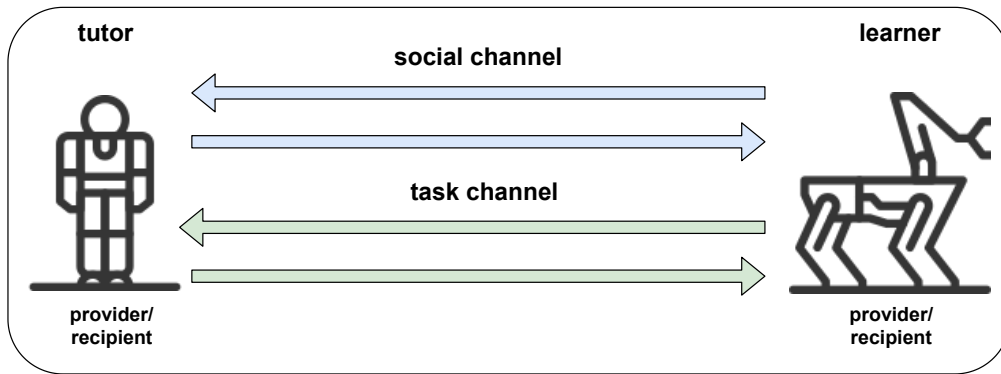 tutor
learner
social channel
task channel
provider/
recipient
provider/
recipient